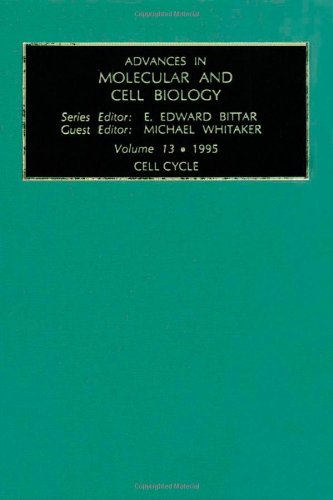 ADVANCES IN
MOLECULAR AND
CELL BIOLOGY
Series Editor: E. EDWARD BITTAR
Guest Editor: MICHAEL WHITAKER
Volume 13 • 1995
CELL CYCLE